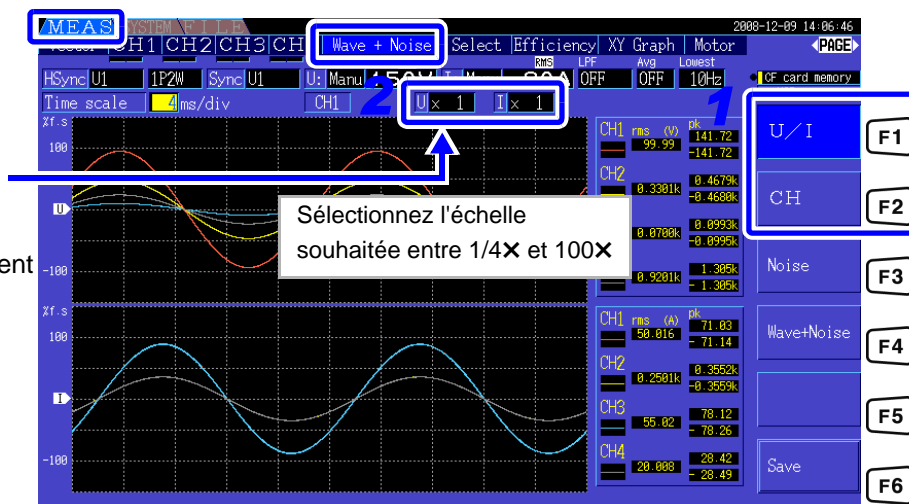 MEAS SYSTEM FILE 2008-12-09 14:06:46
CH1 CH2 CH3 CH Wave + Noise Select Efficiency XY Graph Motor PAGE
RMS LPF Avg Lowest
HSync U1 1P2W Sync U1 U: Manu 150V OFF OFF 10Hz CF card memory
Time scale 4 ms/div CH1 U × 1 I × 1
2
1
%f.s
100
U
-100
ent
Sélectionnez l'échelle
souhaitée entre 1/4✕ et 100✕
CH1 rms (V) pk
99.99 141.72
-141.72
CH2
0.3301k 0.4679k
-0.4680k
0.0700k 0.0993k
-0.0995k
0.9201k 1.305k
- 1.305k
%f.s
100
I
-100
CH1 rms (A) pk
50.016 71.03
- 71.14
CH2
0.2501k 0.3552k
-0.3559k
CH3
55.02 78.12
- 78.26
CH4
20.008 28.42
- 28.49
U/I F1
CH F2
Noise F3
Wave+Noise F4
F5
Save F6